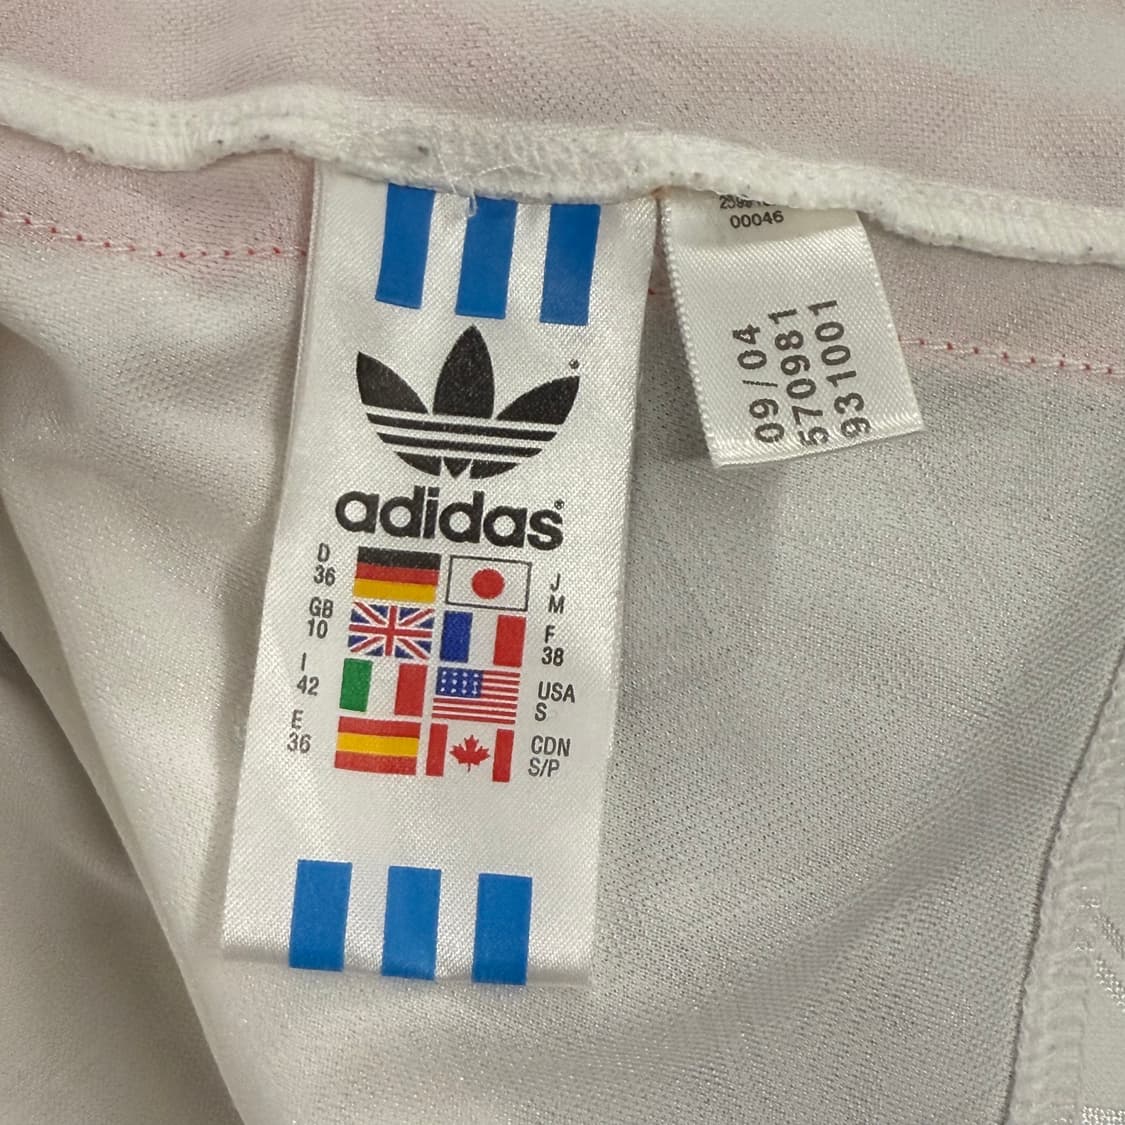 adidas
D
36
GB
10
I
42
E
36
J
M
F
38
USA
S
CDN
S/P
00046
09/04
570981
931001